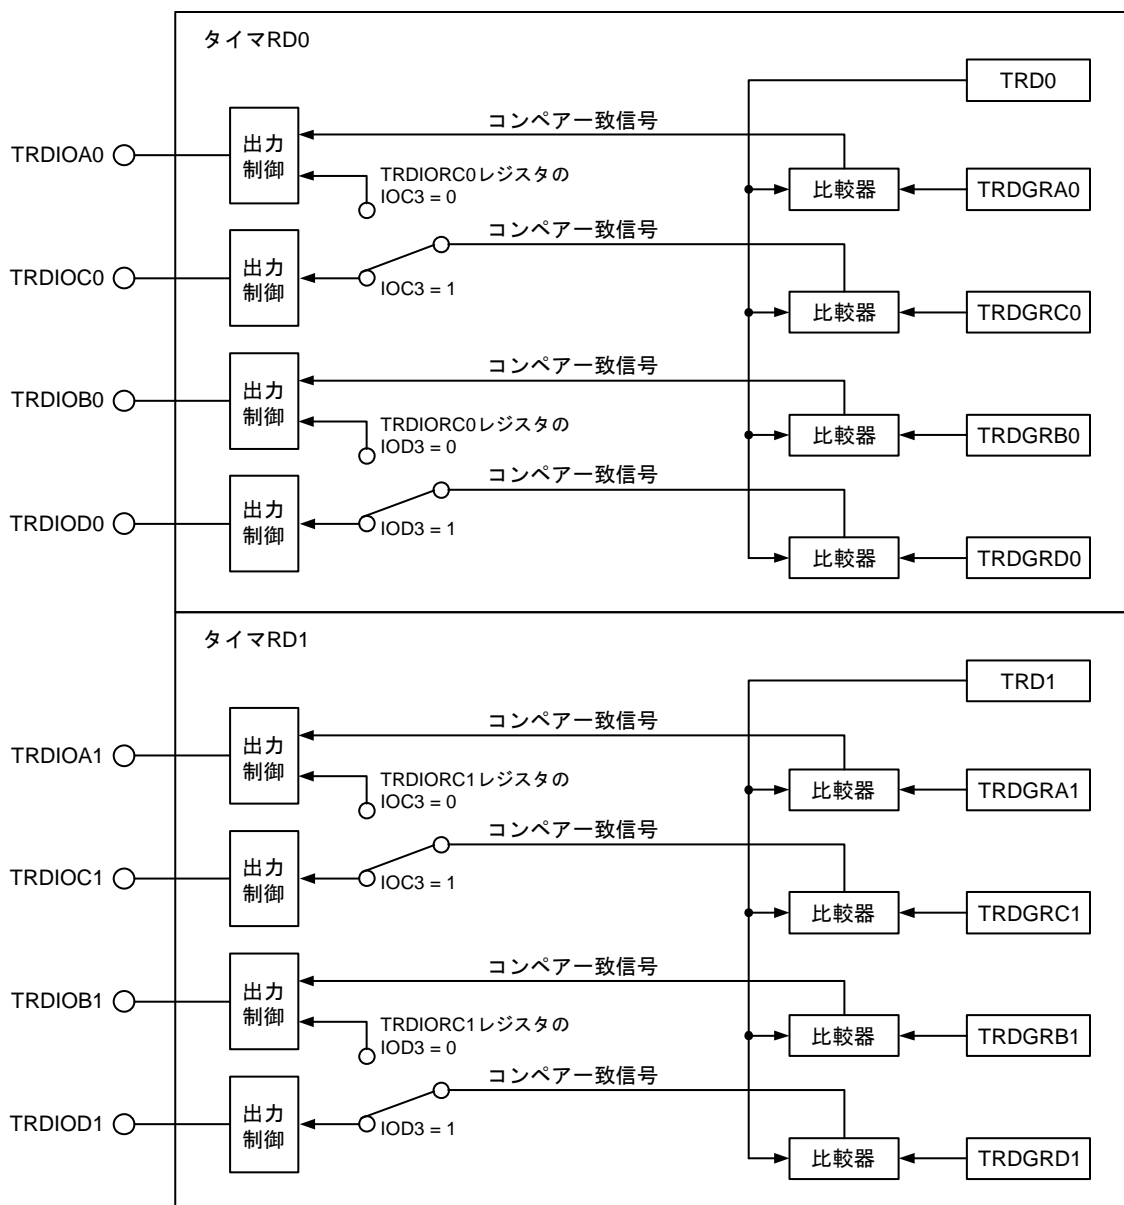 タイマRD0
TRD0
コンペア一致信号
出力
制御
TRDIOA0
TRDIORC0レジスタの
IOC3 = 0
比較器
TRDGRA0
コンペア一致信号
出力
制御
TRDIOC0
IOC3 = 1
比較器
TRDGRC0
コンペア一致信号
出力
制御
TRDIOB0
TRDIORC0レジスタの
IOD3 = 0
比較器
TRDGRB0
コンペア一致信号
出力
制御
TRDIOD0
IOD3 = 1
比較器
TRDGRD0
タイマRD1
TRD1
コンペア一致信号
出力
制御
TRDIOA1
TRDIORC1レジスタの
IOC3 = 0
比較器
TRDGRA1
コンペア一致信号
出力
制御
TRDIOC1
IOC3 = 1
比較器
TRDGRC1
コンペア一致信号
出力
制御
TRDIOB1
TRDIORC1レジスタの
IOD3 = 0
比較器
TRDGRB1
コンペア一致信号
出力
制御
TRDIOD1
IOD3 = 1
比較器
TRDGRD1